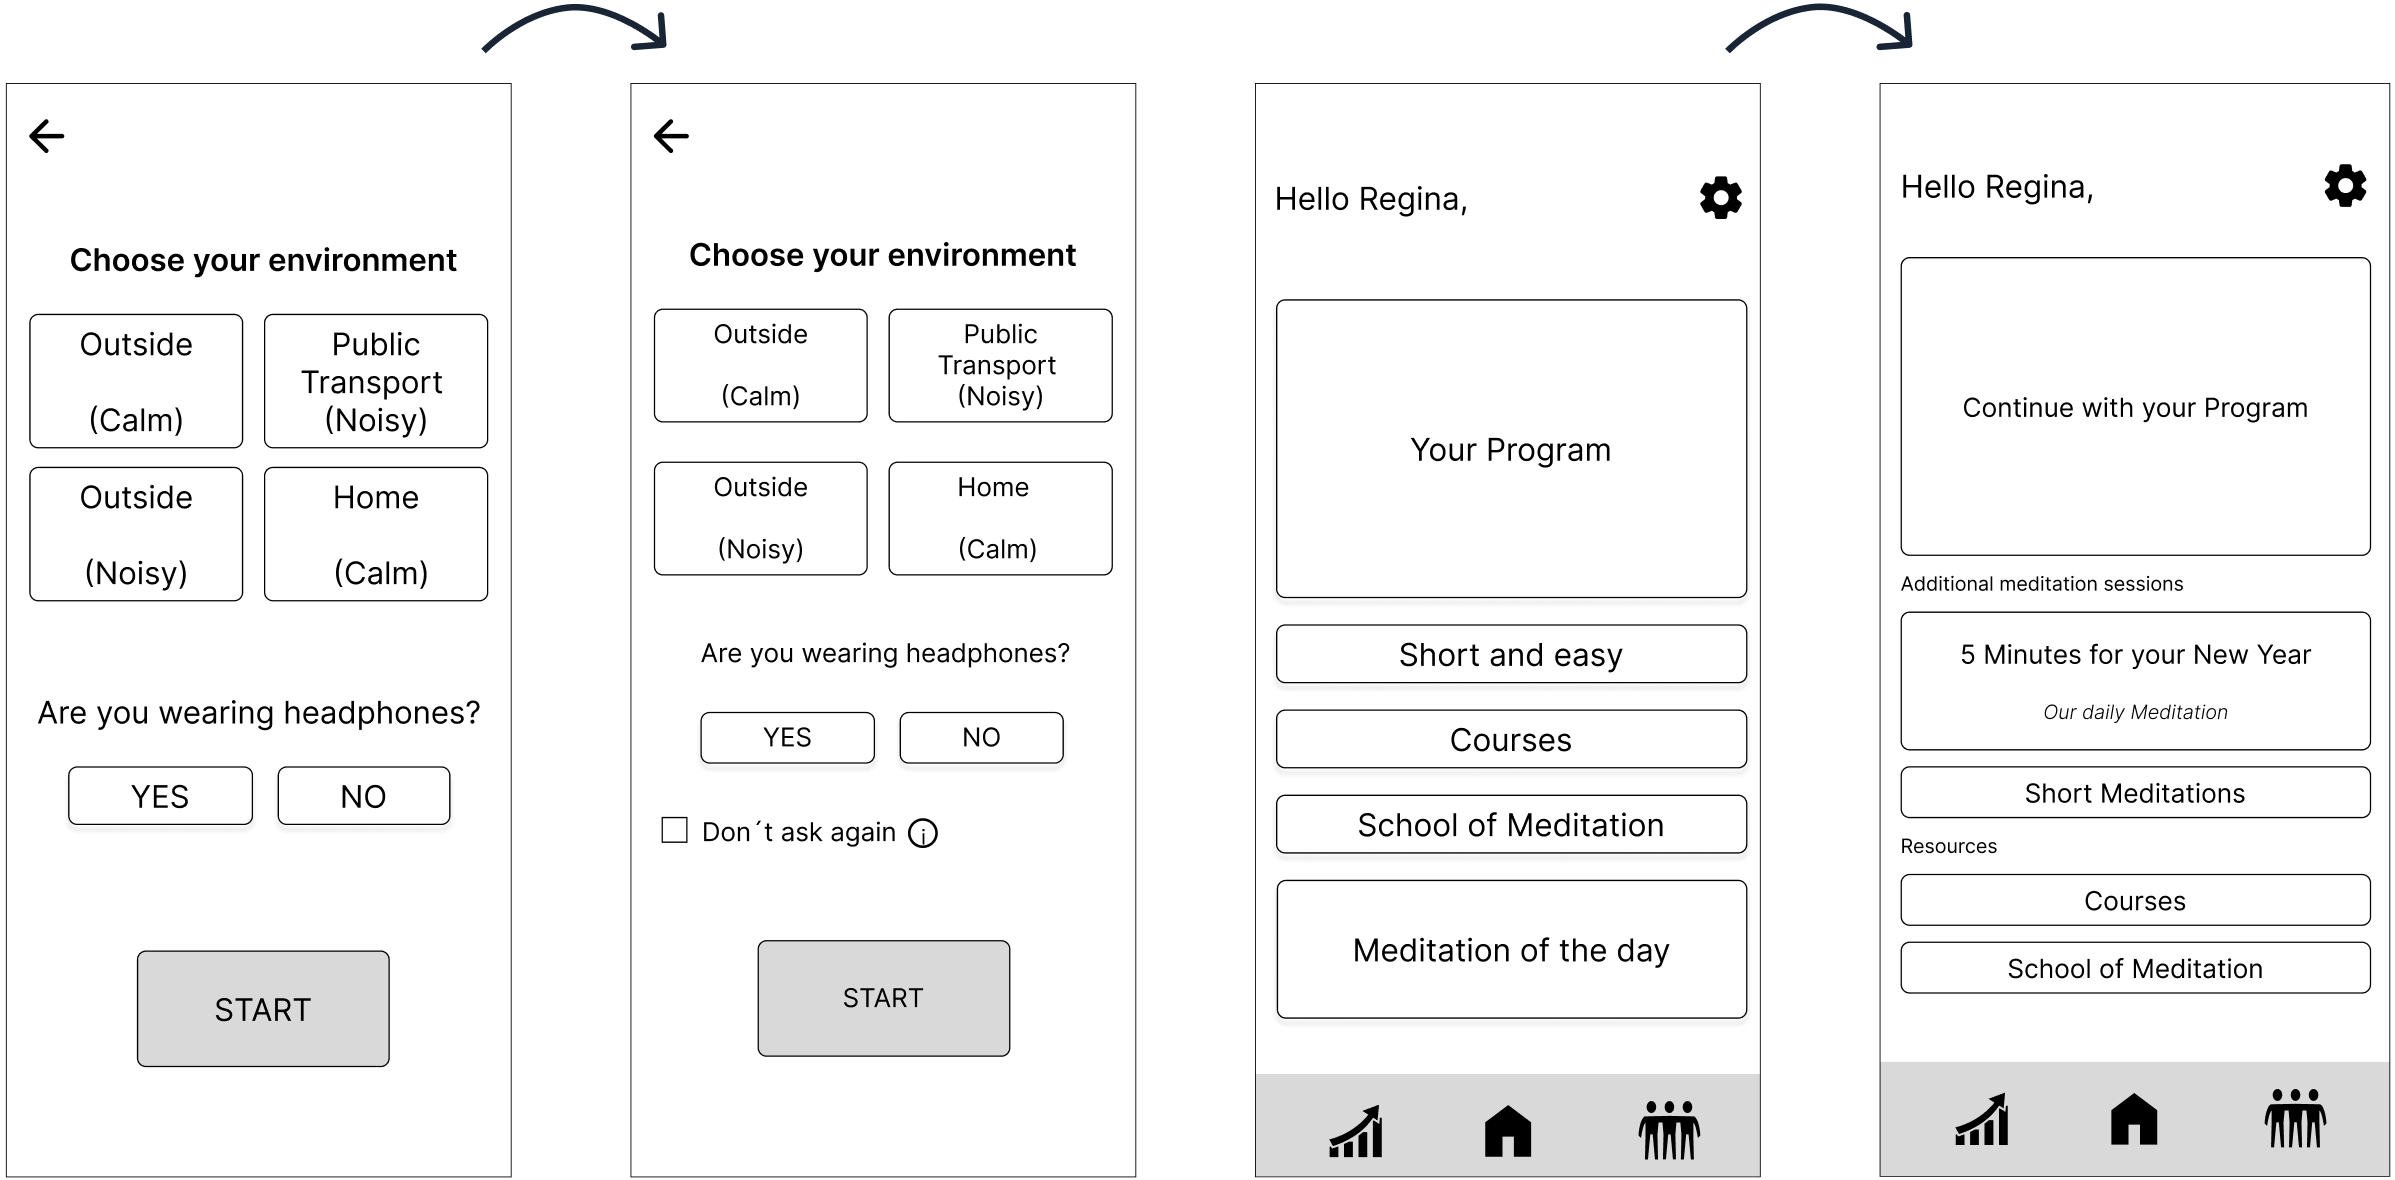 Choose your environment
Outside
(Calm)
Public
Transport
(Noisy)
Outside
(Noisy)
Home
(Calm)
Are you wearing headphones?
YES
NO
START
Choose your environment
Outside
(Calm)
Public
Transport
(Noisy)
Outside
(Noisy)
Home
(Calm)
Are you wearing headphones?
YES
NO
Don´t ask again i
START
Hello Regina,
Your Program
Short and easy
Courses
School of Meditation
Meditation of the day
Hello Regina,
Continue with your Program
Additional meditation sessions
5 Minutes for your New Year
Our daily Meditation
Short Meditations
Resources
Courses
School of Meditation